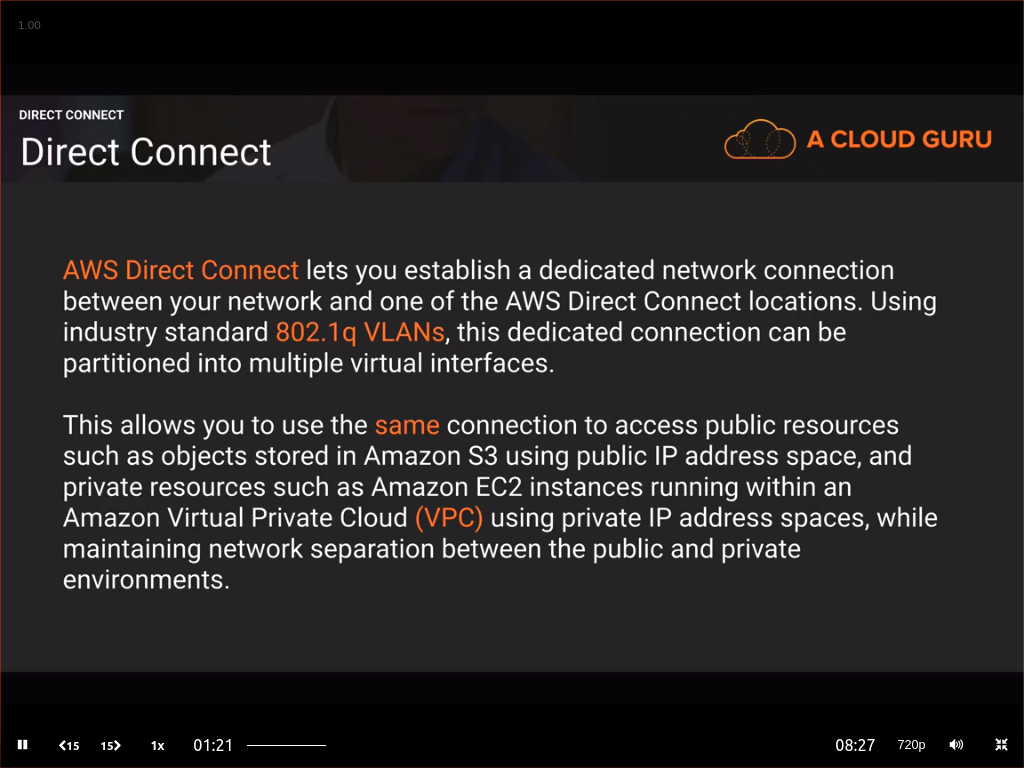 1.00
DIRECT CONNECT
Direct Connect
A CLOUD GURU
AWS Direct Connect lets you establish a dedicated network connection
between your network and one of the AWS Direct Connect locations. Using
industry standard 802.1q VLANs, this dedicated connection can be
partitioned into multiple virtual interfaces.
This allows you to use the same connection to access public resources
such as objects stored in Amazon S3 using public IP address space, and
private resources such as Amazon EC2 instances running within an
Amazon Virtual Private Cloud (VPC) using private IP address spaces, while
maintaining network separation between the public and private
environments.
15 15 1x 01:21 08:27 720p